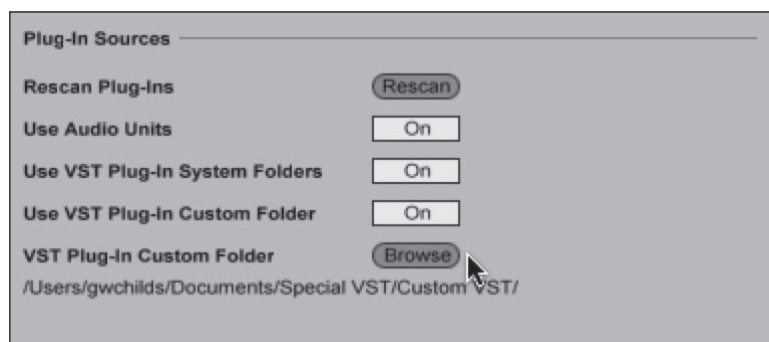 Plug-In Sources
Rescan Plug-Ins Rescan
Use Audio Units On
Use VST Plug-In System Folders On
Use VST Plug-In Custom Folder On
VST Plug-In Custom Folder Browse
/Users/gwchilds/Documents/Special VST/Custom VST/